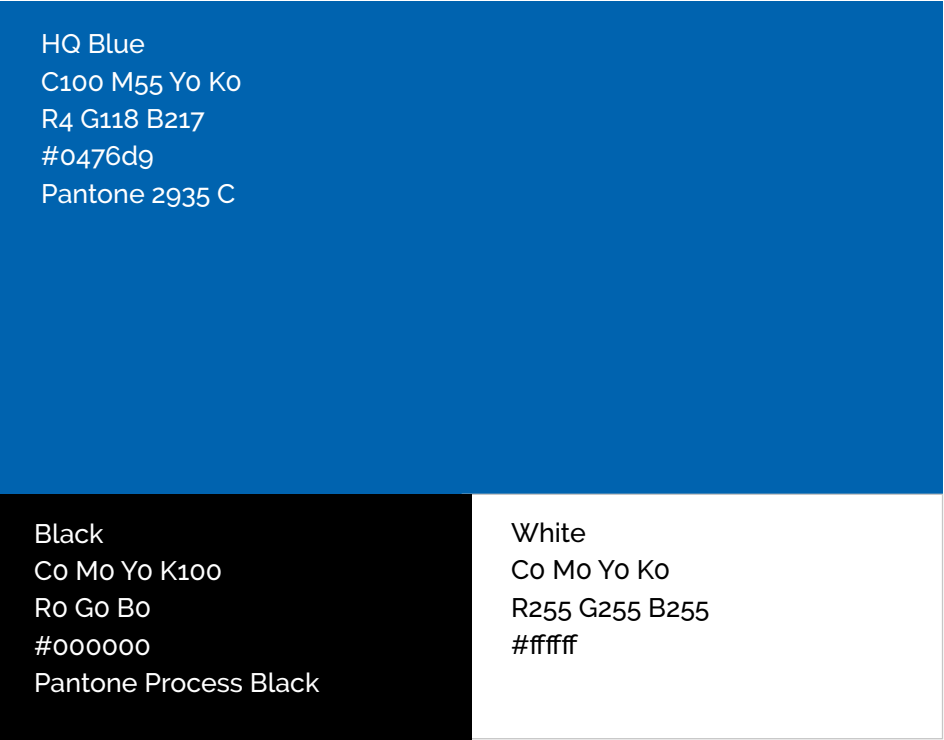 HQ Blue
C100 M55 Y0 K0
R4 G118 B217
#0476d9
Pantone 2935 C
Black
C0 M0 Y0 K100
R0 G0 B0
#000000
Pantone Process Black
White
C0 M0 Y0 K0
R255 G255 B255
#ffffff